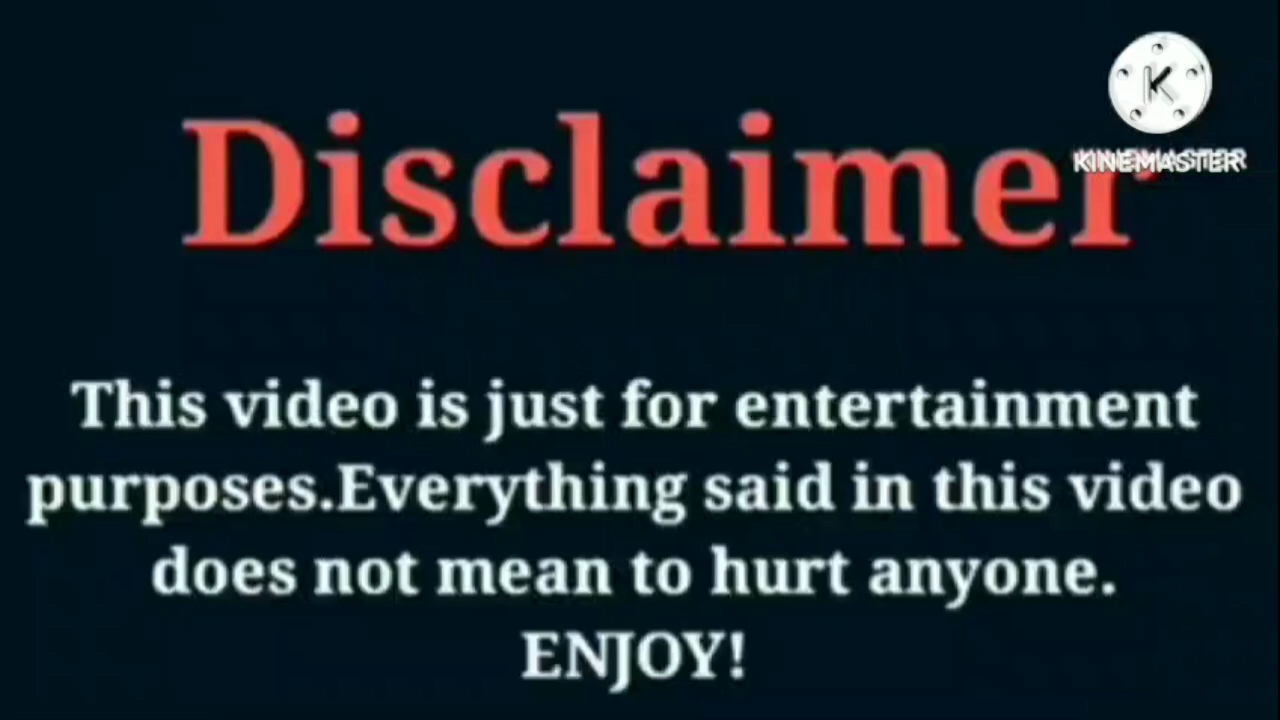 K
KINEMASTER
Disclaimer
This video is just for entertainment
purposes.Everything said in this video
does not mean to hurt anyone.
ENJOY!